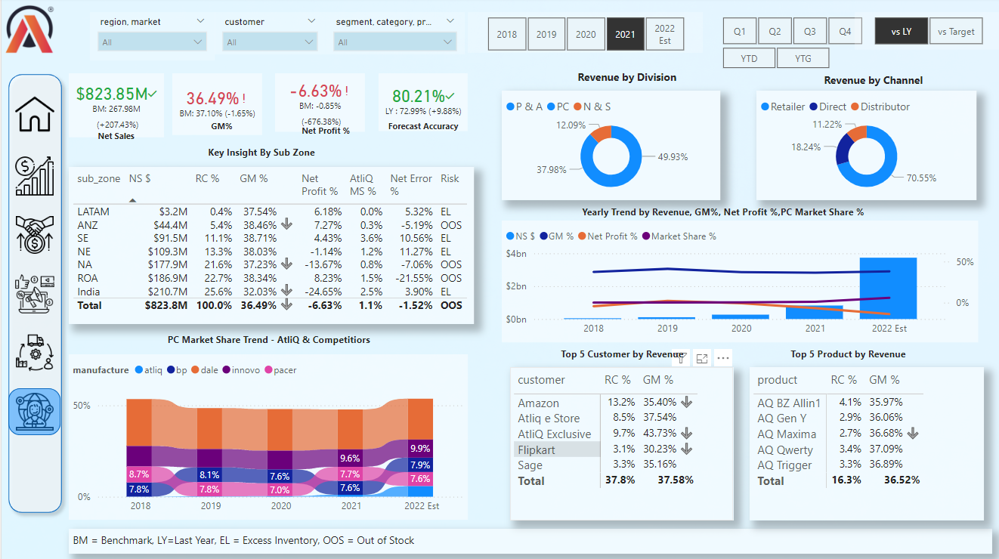 region, market
customer
segment, category, pr...
All
All
All
2018
2019
2020
2021
2022
Est
Q1
Q2
Q3
Q4
YTD
YTG
vs LY
vs Target
$823.85M
BM: 267.98M
(+207.43%)
Net Sales
36.49% !
BM: 37.10% (-1.65%)
GM%
-6.63% !
BM: -0.85%
(-676.38%)
Net Profit %
80.21%
LY : 72.99% (+9.88%)
Forecast Accuracy
Revenue by Division
P & A PC N & S
12.09%
37.98%
49.93%
Revenue by Channel
Retailer Direct Distributor
11.22%
18.24%
70.55%
Key Insight By Sub Zone
sub_zone NS $ RC % GM % Net Profit % AtliQ MS % Net Error % Risk
LATAM $3.2M 0.4% 37.54% 6.18% 0.0% 5.32% EL
ANZ $44.4M 5.4% 38.46% 7.27% 0.3% -5.19% OOS
SE $91.5M 11.1% 38.71% 4.43% 3.6% 10.56% EL
NE $109.3M 13.3% 38.03% -1.14% 1.2% 11.27% EL
NA $177.9M 21.6% 37.23% -13.67% 0.8% -7.06% OOS
ROA $186.9M 22.7% 38.34% 8.23% 1.5% -21.55% OOS
India $210.7M 25.6% 32.03% -24.65% 2.5% 3.90% EL
Total $823.8M 100.0% 36.49% -6.63% 1.1% -1.52% OOS
Yearly Trend by Revenue, GM%, Net Profit %,PC Market Share %
NS $ GM % Net Profit % Market Share %
$4bn
$2bn
$0bn
50%
0%
2018 2019 2020 2021 2022 Est
PC Market Share Trend - AtliQ & Competitiors
manufacture atliq bp dale innovo pacer
50%
0%
8.7%
7.8%
8.1%
7.8%
7.6%
7.0%
9.6%
7.7%
7.6%
9.9%
7.9%
7.6%
2018 2019 2020 2021 2022 Est
Top 5 Customer by Revenue
customer RC % GM %
Amazon 13.2% 35.40%
Atliq e Store 8.5% 37.54%
AtliQ Exclusive 9.7% 43.73%
Flipkart 3.1% 30.23%
Sage 3.3% 35.16%
Total 37.8% 37.58%
Top 5 Product by Revenue
product RC % GM %
AQ BZ Allin1 4.1% 35.97%
AQ Gen Y 2.9% 36.06%
AQ Maxima 2.7% 36.68%
AQ Qwerty 3.4% 37.09%
AQ Trigger 3.3% 36.89%
Total 16.3% 36.52%
BM = Benchmark, LY=Last Year, EL = Excess Inventory, OOS = Out of Stock